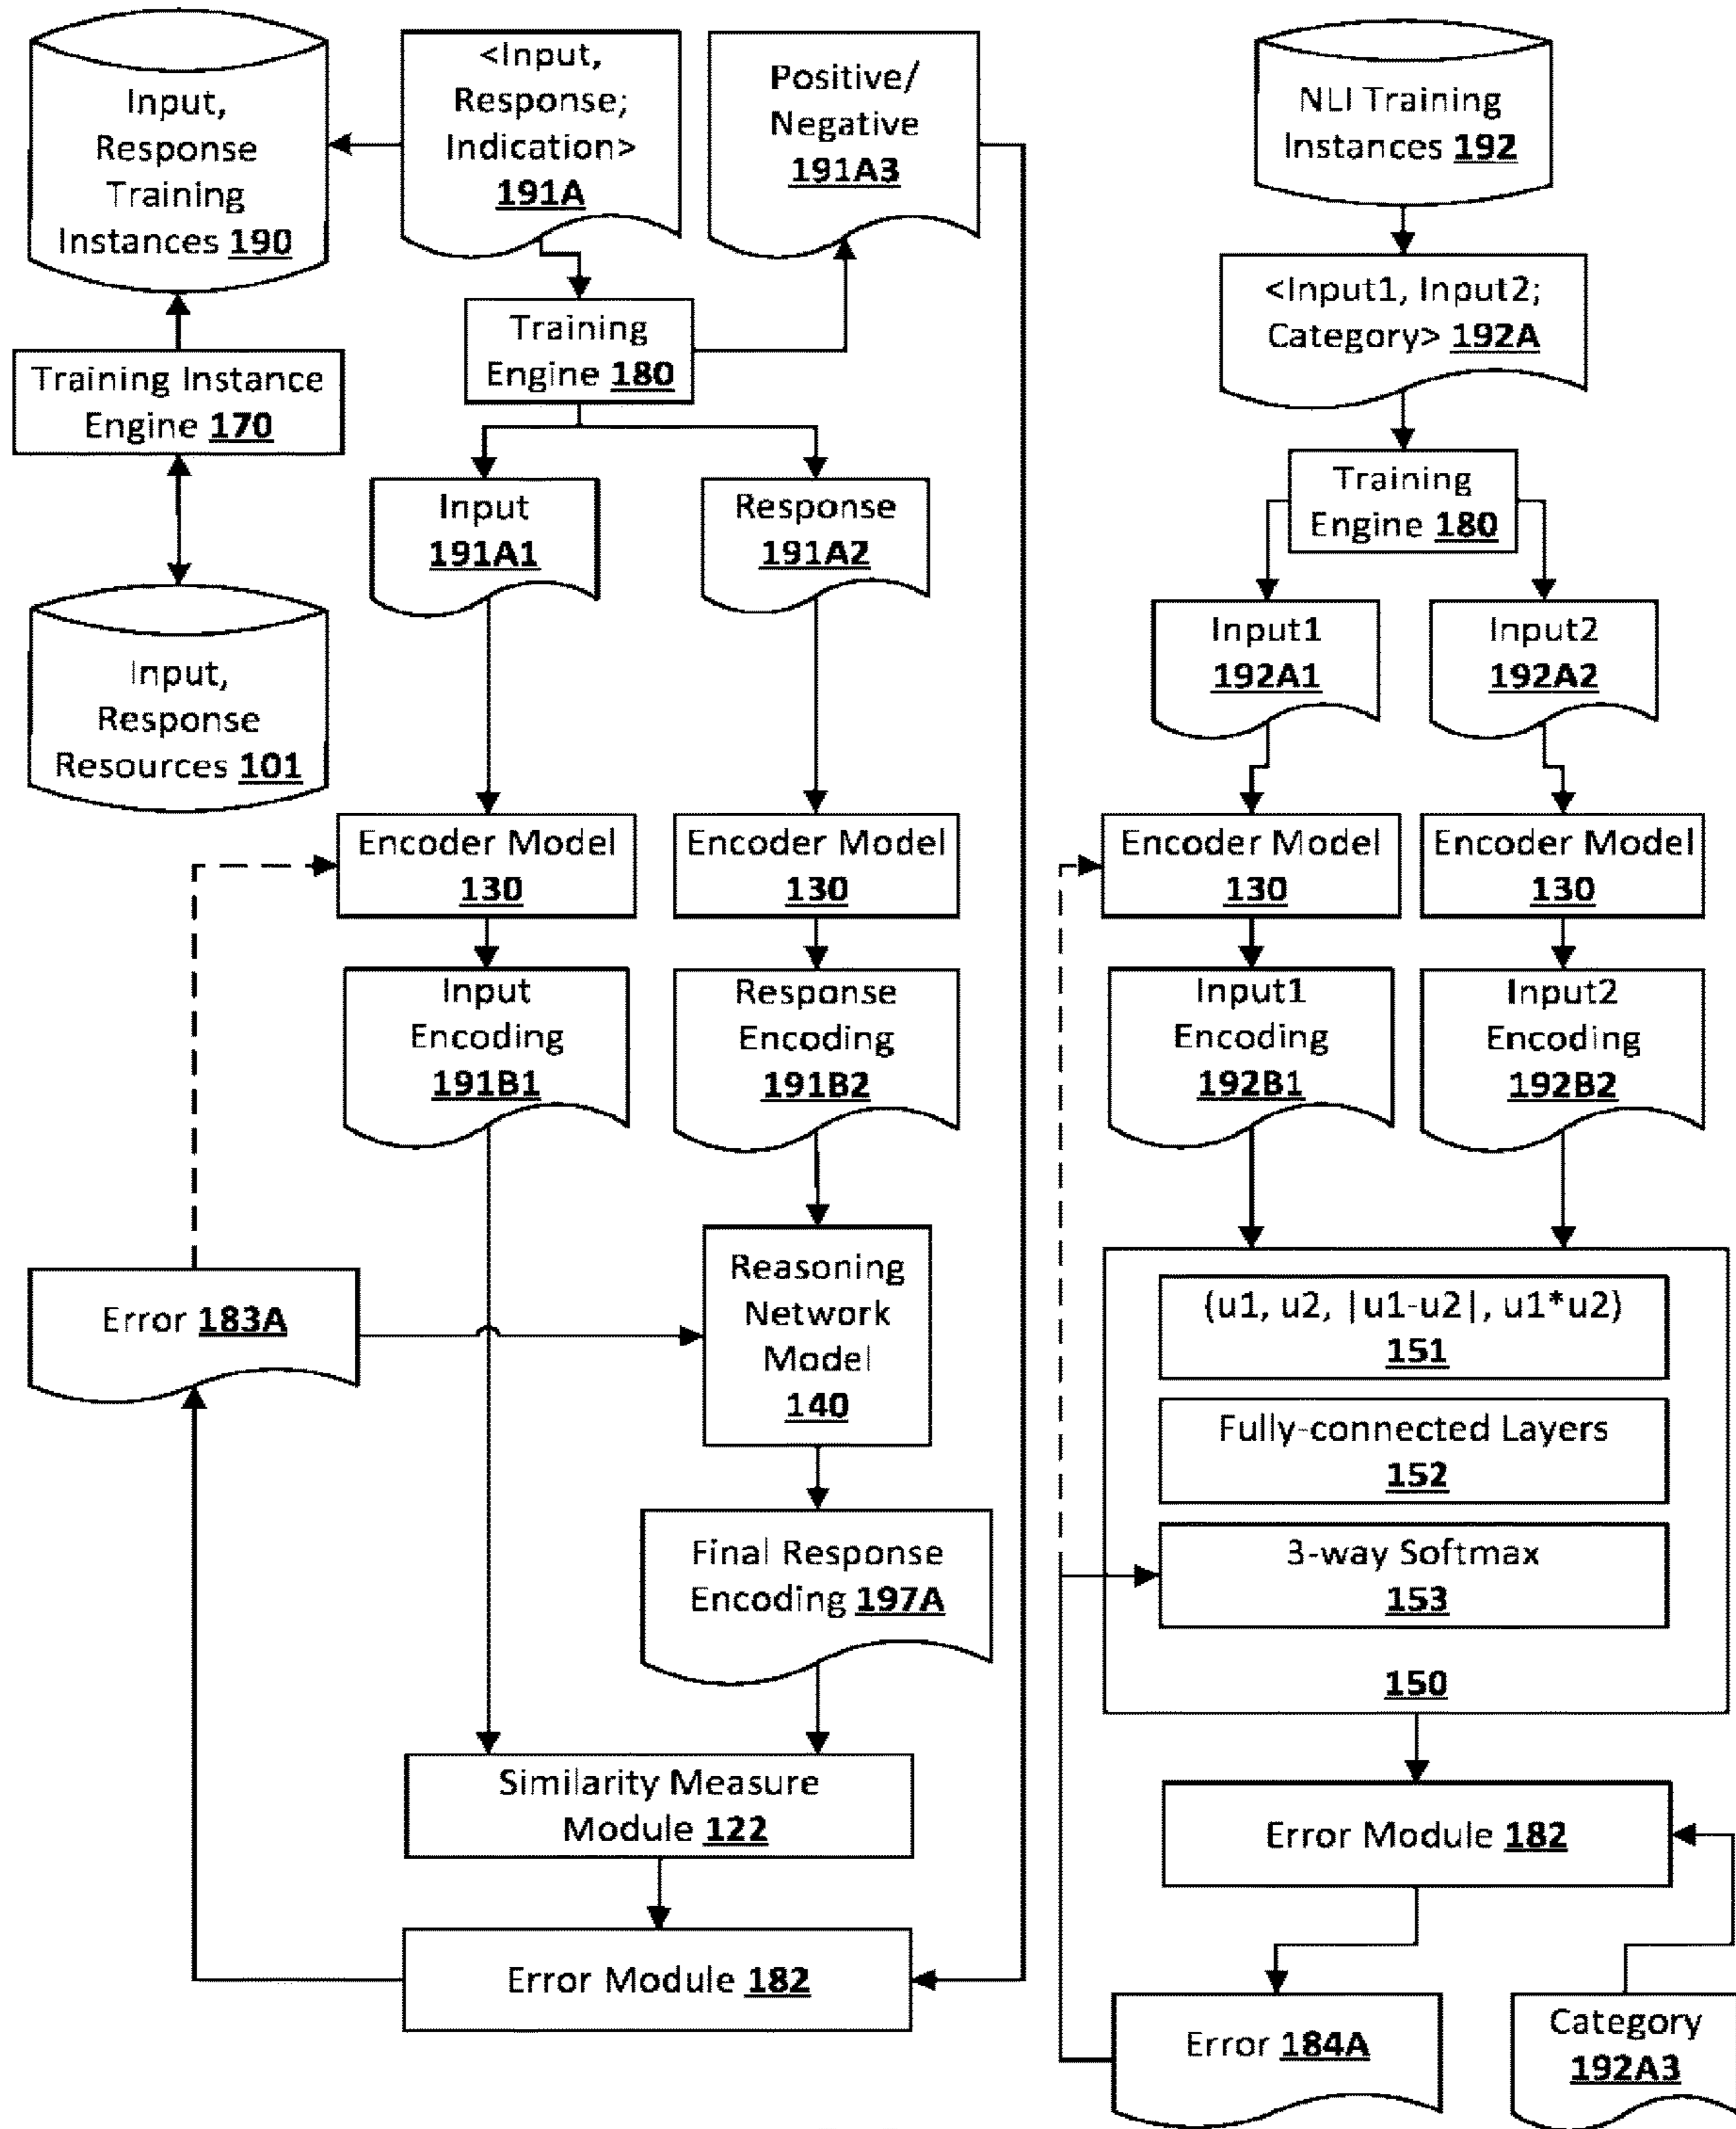 Input,
Response
Training
Instances 190
<Input,
Response;
Indication>
191A
Positive/
Negative
191A3
Training
Engine 180
Training Instance
Engine 170
Input
191A1
Response
191A2
Input,
Response
Resources 101
Encoder Model
130
Encoder Model
130
Input
Encoding
191B1
Response
Encoding
191B2
Error 183A
Reasoning
Network
Model
140
Final Response
Encoding 197A
Similarity Measure
Module 122
Error Module 182
NLI Training
Instances 192
<Input1, Input2;
Category> 192A
Training
Engine 180
Input1
192A1
Input2
192A2
Encoder Model
130
Encoder Model
130
Input1
Encoding
192B1
Input2
Encoding
192B2
(u1, u2, |u1-u2|, u1*u2)
151
Fully-connected Layers
152
3-way Softmax
153
150
Error Module 182
Error 184A
Category
192A3